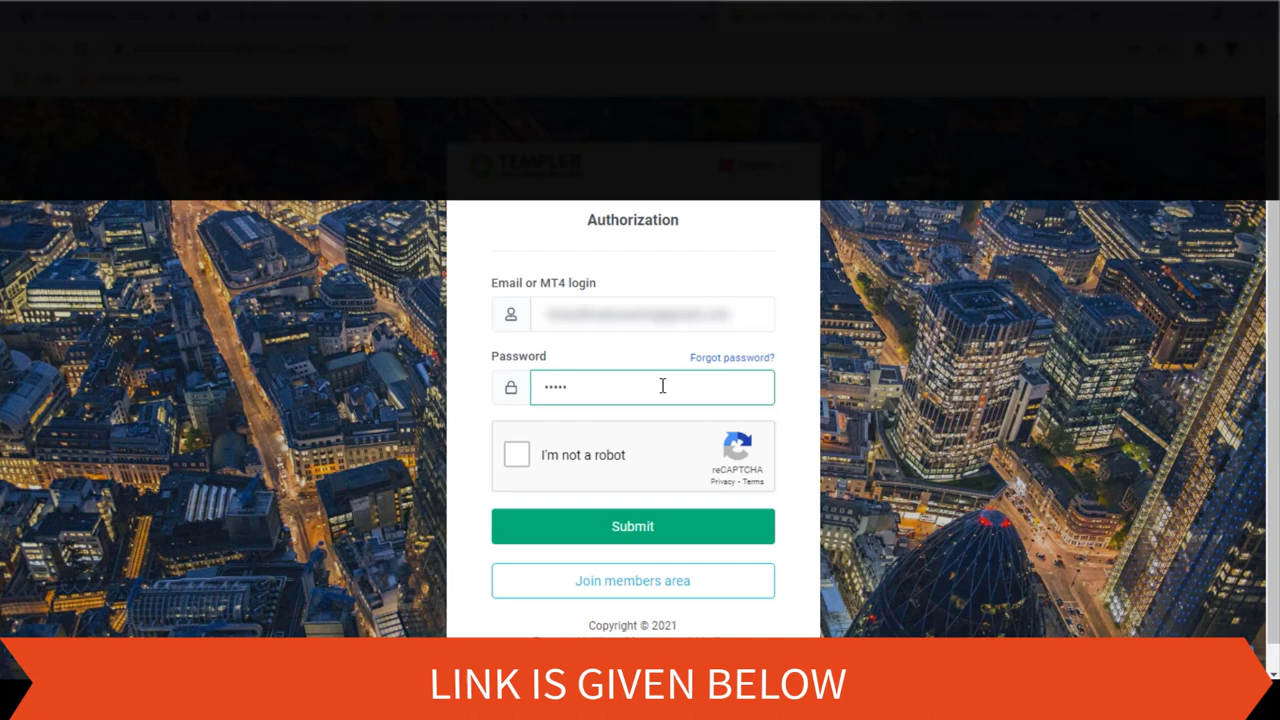 TEMPLER
Authorization
Email or MT4 login
Password
Forgot password?
•••••
I'm not a robot
reCAPTCHA
Privacy - Terms
Submit
Join members area
Copyright © 2021
LINK IS GIVEN BELOW